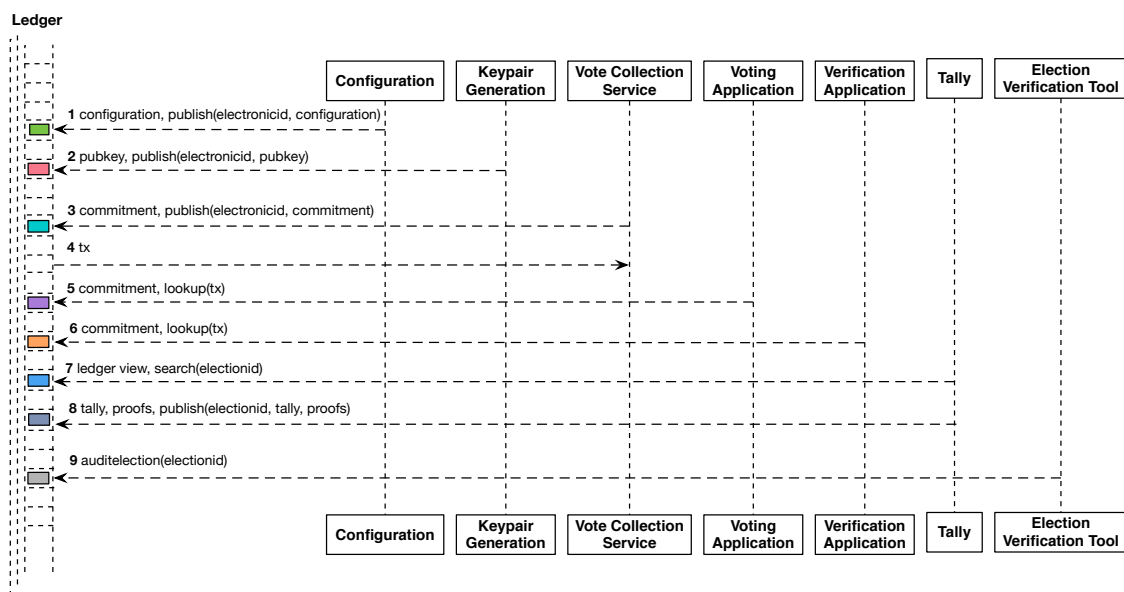 Ledger
Configuration
Keypair
Generation
Vote Collection
Service
Voting
Application
Verification
Application
Tally
Election
Verification Tool
1 configuration, publish(electronicid, configuration)
2 pubkey, publish(electronicid, pubkey)
3 commitment, publish(electronicid, commitment)
4 tx
5 commitment, lookup(tx)
6 commitment, lookup(tx)
7 ledger view, search(electionid)
8 tally, proofs, publish(electionid, tally, proofs)
9 auditelection(electionid)
Configuration
Keypair
Generation
Vote Collection
Service
Voting
Application
Verification
Application
Tally
Election
Verification Tool